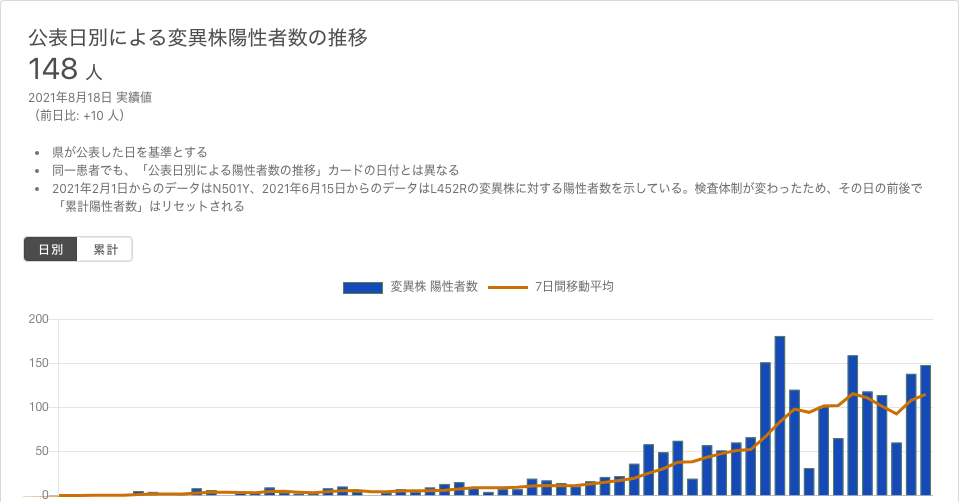 公表日別による変異株陽性者数の推移
148 人
2021年8月18日 実績値
（前日比: +10 人）
• 県が公表した日を基準とする
• 同一患者でも、「公表日別による陽性者数の推移」カードの日付とは異なる
• 2021年2月1日からのデータはN501Y、2021年6月15日からのデータはL452Rの変異株に対する陽性者数を示している。検査体制が変わったため、その日の前後で
「累計陽性者数」はリセットされる
日別 累計
変異株 陽性者数 7日間移動平均
200
150
100
50
0